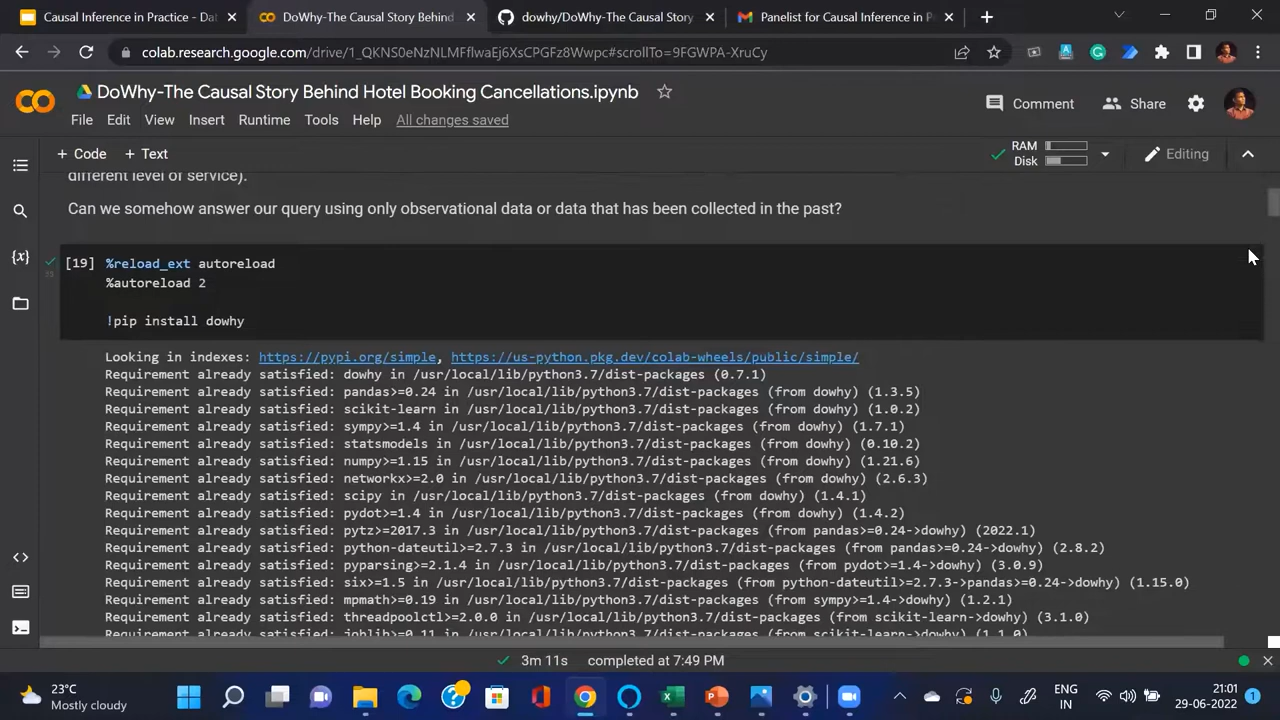 Causal Inference in Practice - Dat
DoWhy-The Causal Story Behind
dowhy/DoWhy-The Causal Story
Panelist for Causal Inference in P
colab.research.google.com/drive/1_QKNS0eNzNLMFflwaEj6XsCPGFz8Wwpc#scrollTo=9FGWPA-XruCy
DoWhy-The Causal Story Behind Hotel Booking Cancellations.ipynb
File Edit View Insert Runtime Tools Help All changes saved
Comment Share
+ Code + Text
RAM
Disk
Editing
different level of service).
Can we somehow answer our query using only observational data or data that has been collected in the past?
[19] %reload_ext autoreload
%autoreload 2
!pip install dowhy
Looking in indexes: https://pypi.org/simple, https://us-python.pkg.dev/colab-wheels/public/simple/
Requirement already satisfied: dowhy in /usr/local/lib/python3.7/dist-packages (0.7.1)
Requirement already satisfied: pandas>=0.24 in /usr/local/lib/python3.7/dist-packages (from dowhy) (1.3.5)
Requirement already satisfied: scikit-learn in /usr/local/lib/python3.7/dist-packages (from dowhy) (1.0.2)
Requirement already satisfied: sympy>=1.4 in /usr/local/lib/python3.7/dist-packages (from dowhy) (1.7.1)
Requirement already satisfied: statsmodels in /usr/local/lib/python3.7/dist-packages (from dowhy) (0.10.2)
Requirement already satisfied: numpy>=1.15 in /usr/local/lib/python3.7/dist-packages (from dowhy) (1.21.6)
Requirement already satisfied: networkx>=2.0 in /usr/local/lib/python3.7/dist-packages (from dowhy) (2.6.3)
Requirement already satisfied: scipy in /usr/local/lib/python3.7/dist-packages (from dowhy) (1.4.1)
Requirement already satisfied: pydot>=1.4 in /usr/local/lib/python3.7/dist-packages (from dowhy) (1.4.2)
Requirement already satisfied: pytz>=2017.3 in /usr/local/lib/python3.7/dist-packages (from pandas>=0.24->dowhy) (2022.1)
Requirement already satisfied: python-dateutil>=2.7.3 in /usr/local/lib/python3.7/dist-packages (from pandas>=0.24->dowhy) (2.8.2)
Requirement already satisfied: pyparsing>=2.1.4 in /usr/local/lib/python3.7/dist-packages (from pydot>=1.4->dowhy) (3.0.9)
Requirement already satisfied: six>=1.5 in /usr/local/lib/python3.7/dist-packages (from python-dateutil>=2.7.3->pandas>=0.24->dowhy) (1.15.0)
Requirement already satisfied: mpmath>=0.19 in /usr/local/lib/python3.7/dist-packages (from sympy>=1.4->dowhy) (1.2.1)
Requirement already satisfied: threadpoolctl>=2.0.0 in /usr/local/lib/python3.7/dist-packages (from scikit-learn->dowhy) (3.1.0)
Requirement already satisfied: joblib>=0.11 in /usr/local/lib/python3.7/dist-packages (from scikit-learn->dowhy) (1.1.0)
3m 11s completed at 7:49 PM
23°C
Mostly cloudy
ENG
IN
21:01
29-06-2022
1